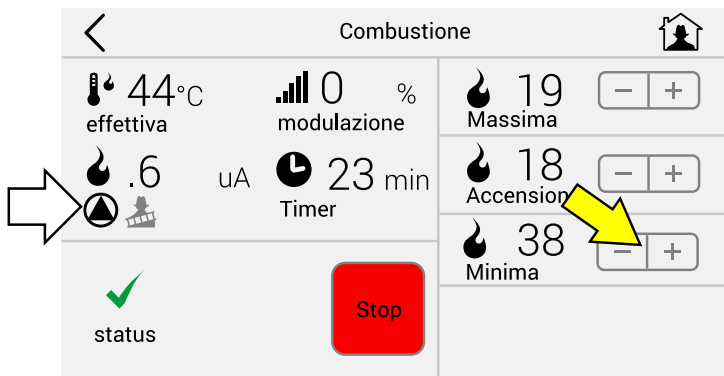 Combustione
44°C
effettiva
0 %
modulazione
.6 uA
23 min
Timer
status
Stop
19
Massima
- +
18
Accension
- +
38
Minima
- +